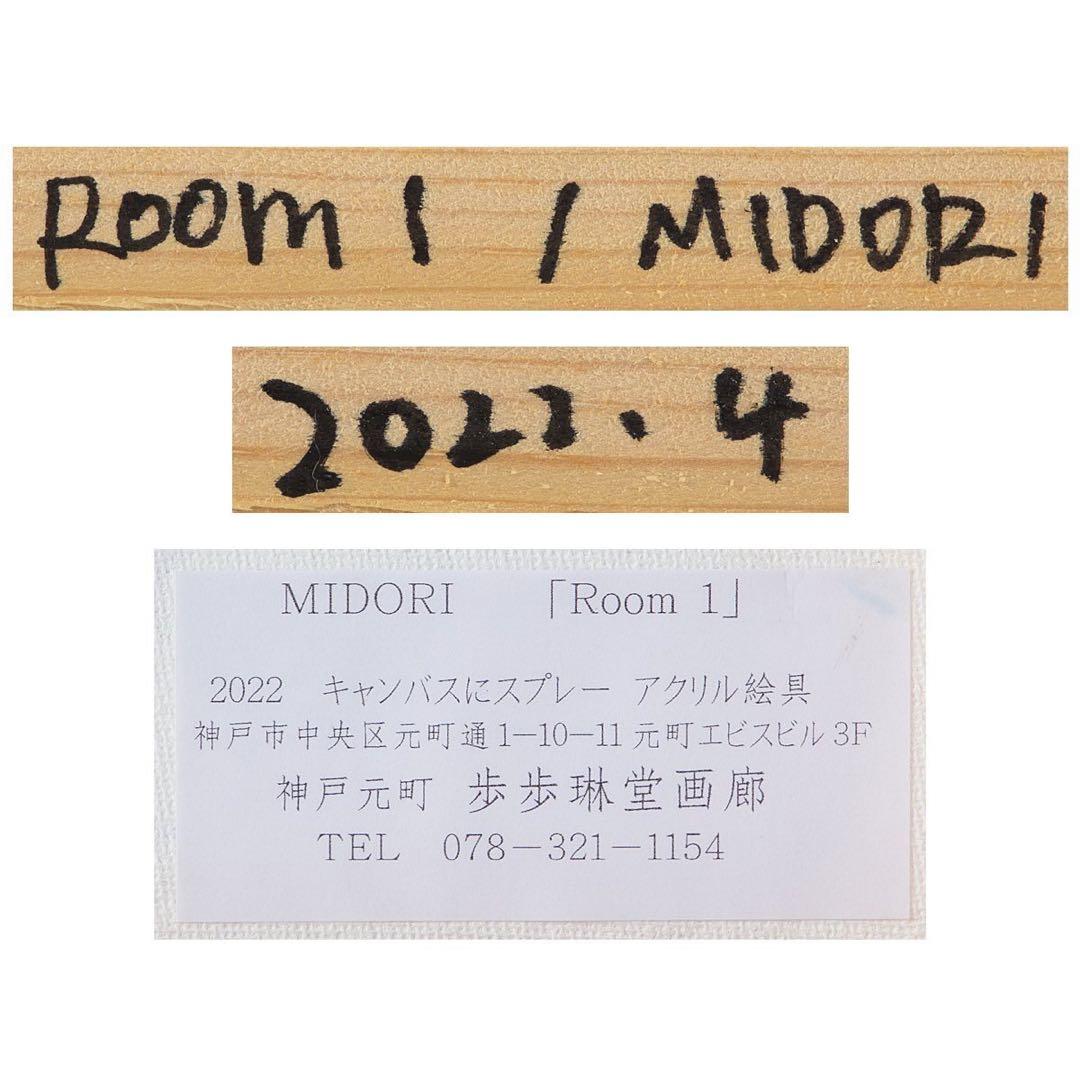 Room 1 / MIDORI
2022.4
MIDORI 「Room 1」
2022 キャンバスにスプレー アクリル絵具
神戸市中央区元町通1-10-11元町エビスビル3F
神戸元町 歩歩琳堂画廊
TEL 078-321-1154